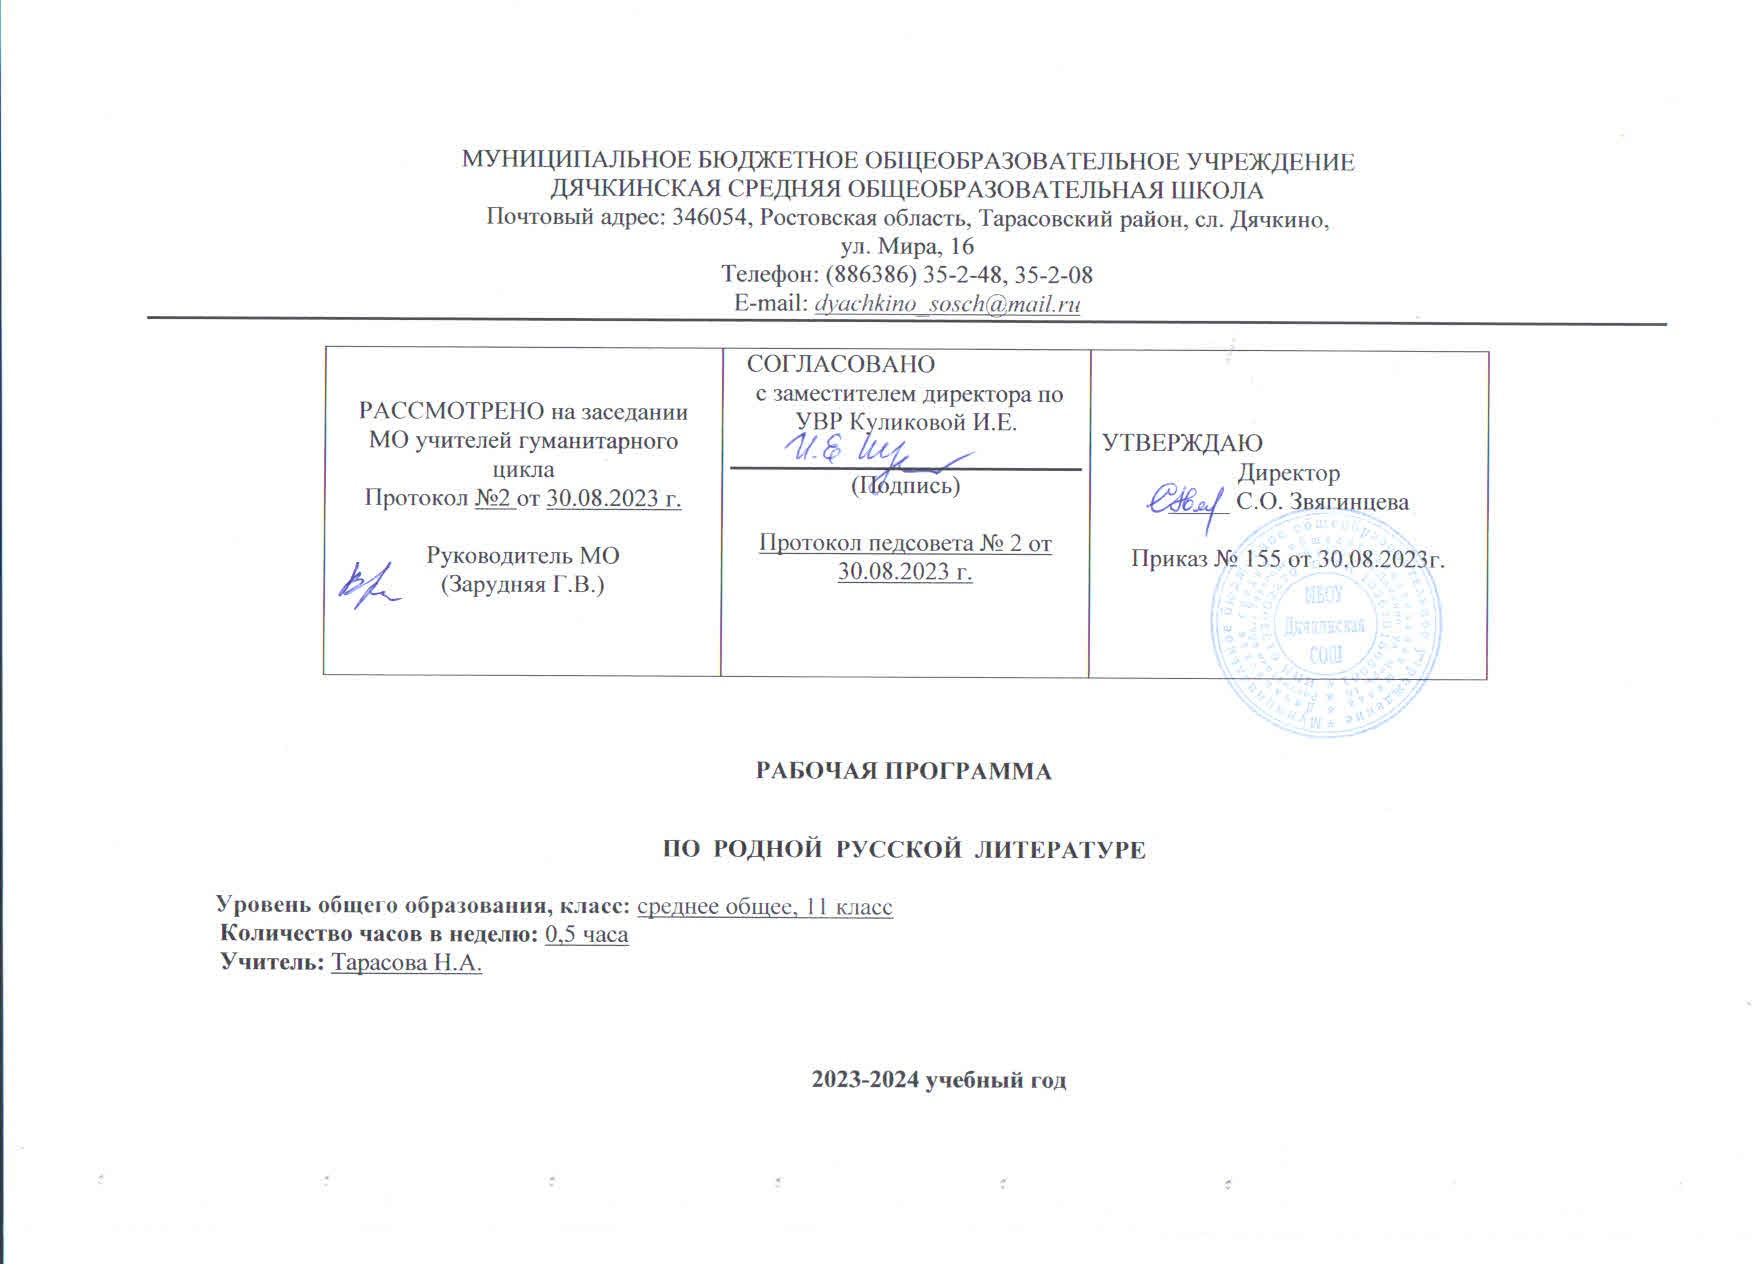 МУНИЦИПАЛЬНОЕ БЮДЖЕТНОЕ ОБЩЕОБРАЗОВАТЕЛЬНОЕ УЧРЕЖДЕНИЕ
ДЯЧКИНСКАЯ СРЕДНЯЯ ОБЩЕОБРАЗОВАТЕЛЬНАЯ ШКОЛА
Почтовый адрес: 346054, Ростовская область, Тарасовский район, сл. Дячкино,
ул. Мира, 16
Телефон: (886386) 35-2-48, 35-2-08
E-mail: dyachkino_sosch@mail.ru
РАССМОТРЕНО на заседании
МО учителей гуманитарного
цикла
Протокол №2 от 30.08.2023 г.
Руководитель МО
(Зарудняя Г.В.)
СОГЛАСОВАНО
с заместителем директора по
УВР Куликовой И.Е.
(Подпись)
Протокол педсовета № 2 от
30.08.2023 г.
УТВЕРЖДАЮ
Директор
С.О. Звягинцева
Приказ № 155 от 30.08.2023г.
МБОУ
СОШ
РАБОЧАЯ ПРОГРАММА
ПО РОДНОЙ РУССКОЙ ЛИТЕРАТУРЕ
Уровень общего образования, класс: среднее общее, 11 класс
Количество часов в неделю: 0,5 часа
Учитель: Тарасова Н.А.
2023-2024 учебный год